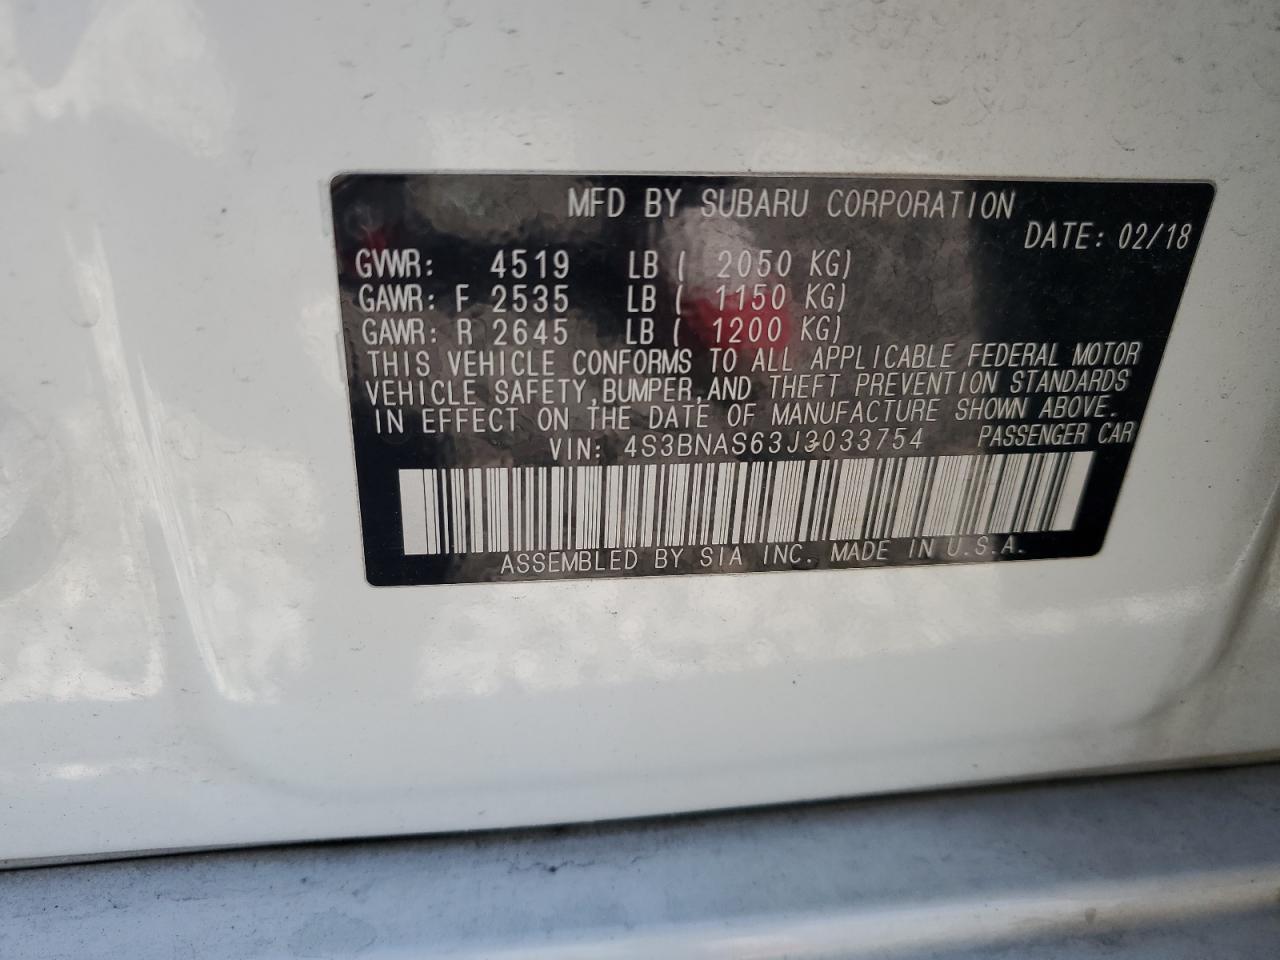 MFD BY SUBARU CORPORATION
DATE: 02/18
GVWR: 4519 LB ( 2050 KG)
GAWR: F 2535 LB ( 1150 KG)
GAWR: R 2645 LB ( 1200 KG)
THIS VEHICLE CONFORMS TO ALL APPLICABLE FEDERAL MOTOR
VEHICLE SAFETY,BUMPER,AND THEFT PREVENTION STANDARDS
IN EFFECT ON THE DATE OF MANUFACTURE SHOWN ABOVE.
VIN: 4S3BNAS63J3033754 PASSENGER CAR
ASSEMBLED BY SIA INC. MADE IN U.S.A.